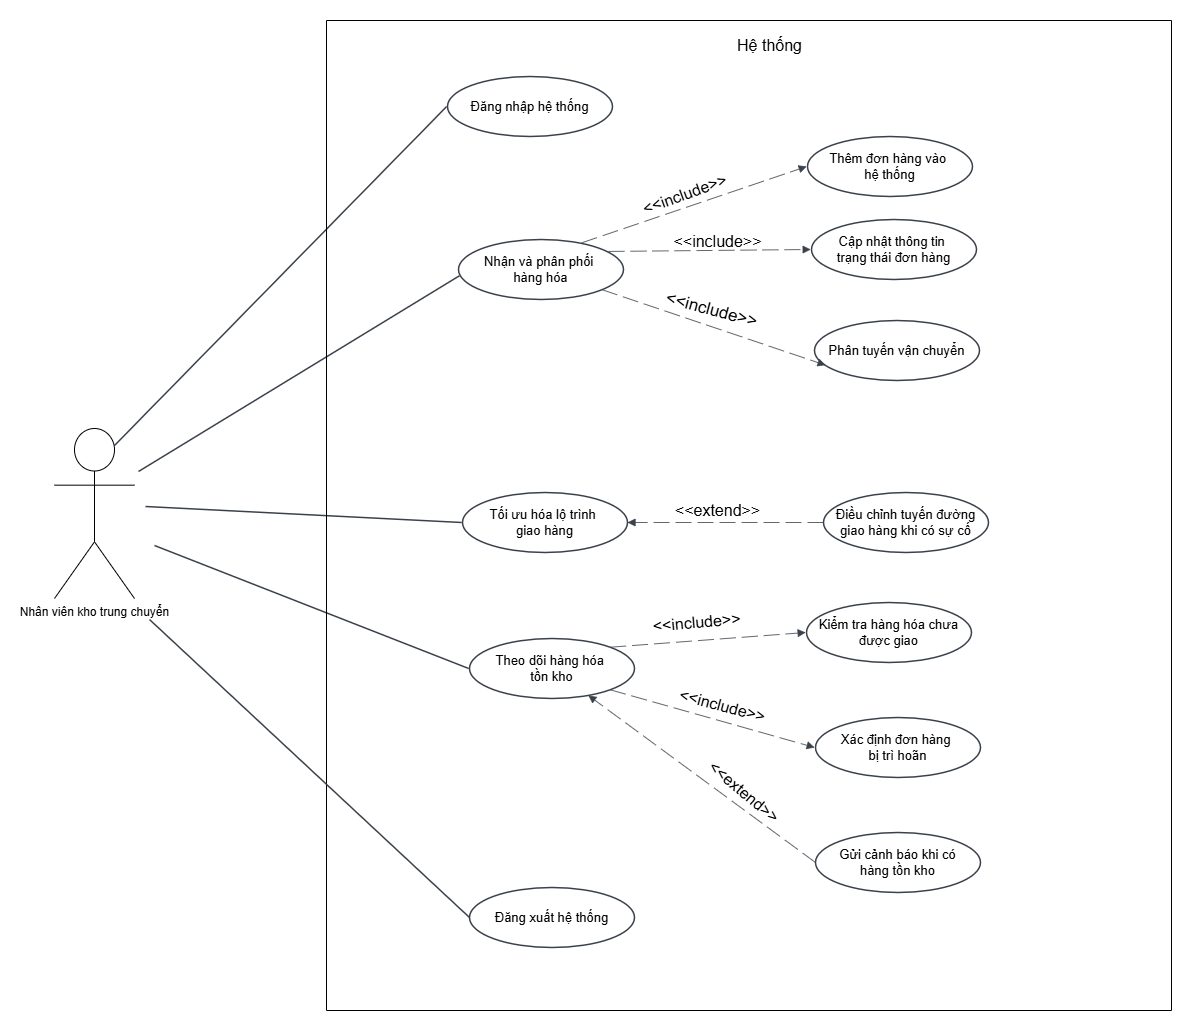 Hệ thống
Đăng nhập hệ thống
Thêm đơn hàng vào
hệ thống
<<include>>
Cập nhật thông tin
trạng thái đơn hàng
<<include>>
Nhận và phân phối
hàng hóa
<<include>>
Phân tuyến vận chuyển
Tối ưu hóa lộ trình
giao hàng
<<extend>>
Điều chỉnh tuyến đường
giao hàng khi có sự cố
Nhân viên kho trung chuyển
<<include>>
Kiểm tra hàng hóa chưa
được giao
Theo dõi hàng hóa
tồn kho
<<include>>
Xác định đơn hàng
bị trì hoãn
<<extend>>
Gửi cảnh báo khi có
hàng tồn kho
Đăng xuất hệ thống